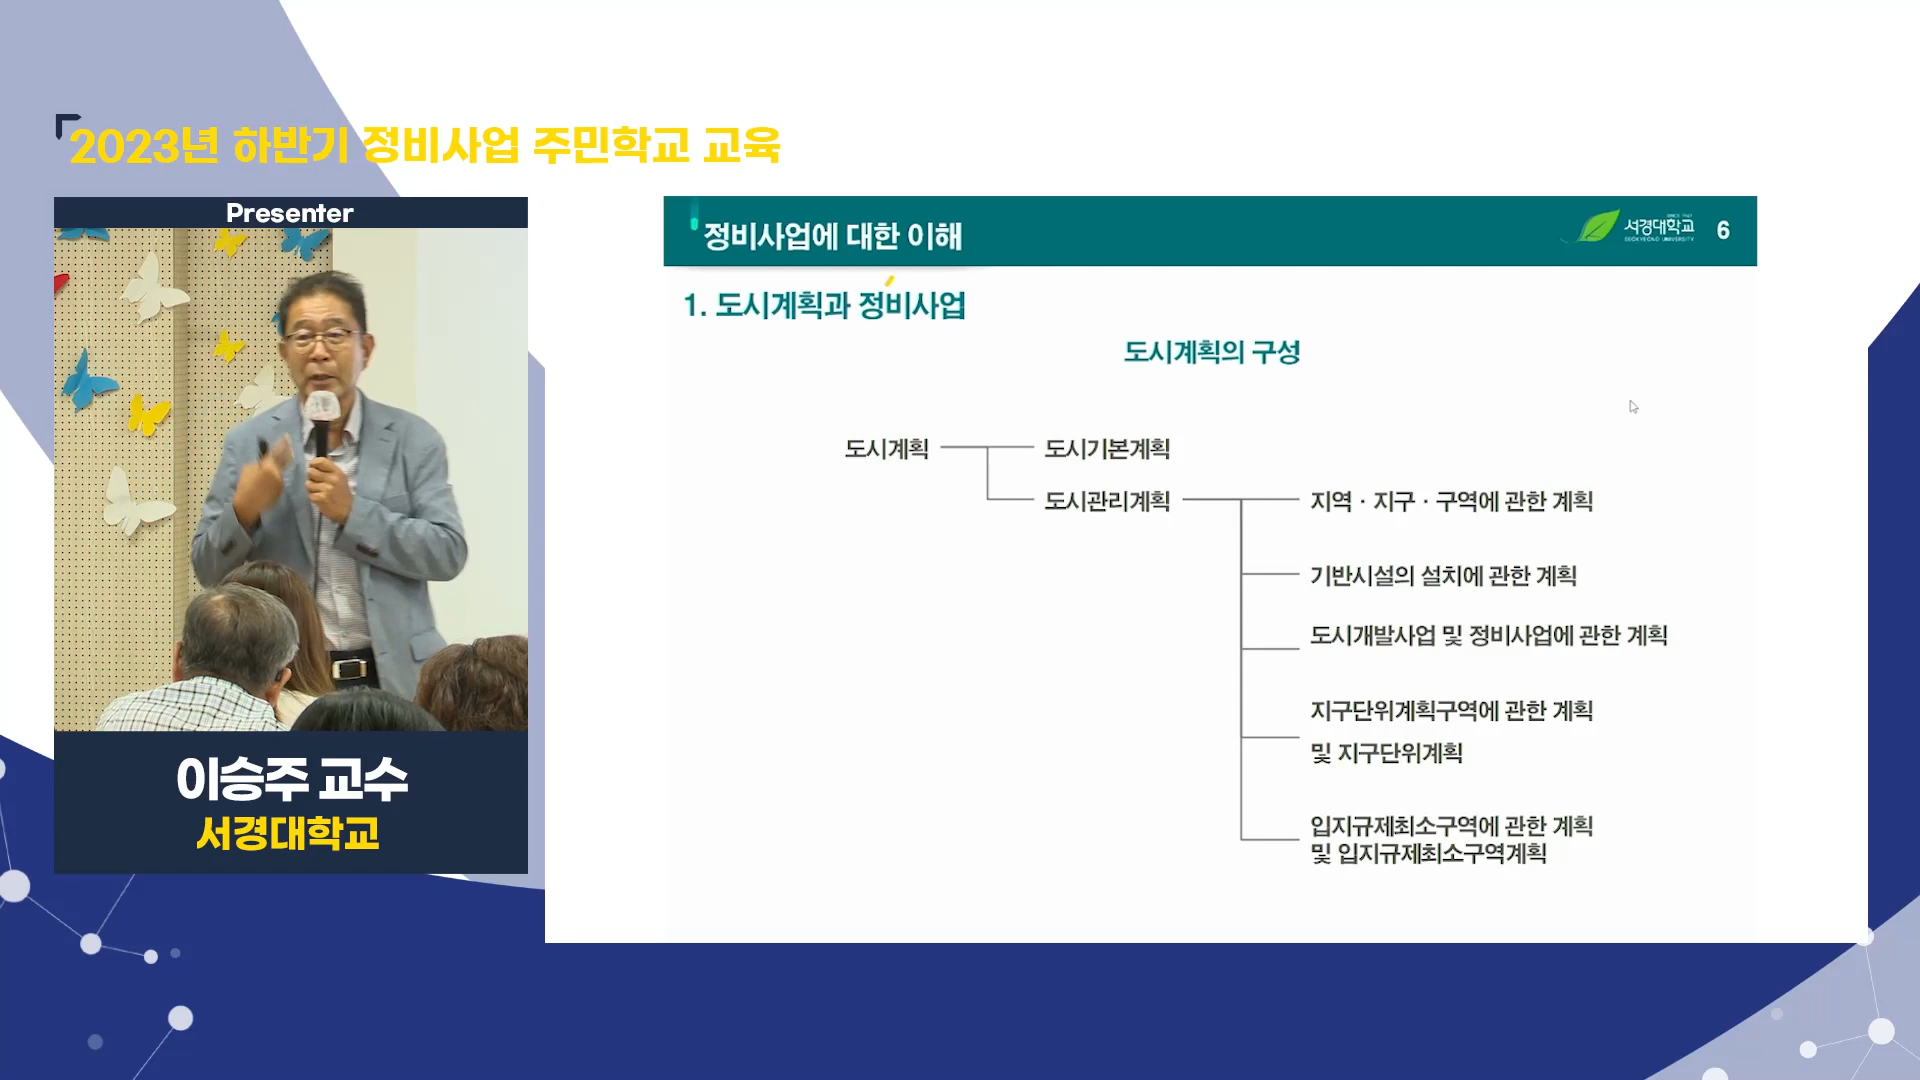 2023년 하반기 정비사업 주민학교 교육
Presenter
이승주 교수
서경대학교
정비사업에 대한 이해
SINCE 1947
서경대학교
SEOKYEONG UNIVERSITY
6
1. 도시계획과 정비사업
도시계획의 구성
도시계획
도시기본계획
도시관리계획
지역 · 지구 · 구역에 관한 계획
기반시설의 설치에 관한 계획
도시개발사업 및 정비사업에 관한 계획
지구단위계획구역에 관한 계획
및 지구단위계획
입지규제최소구역에 관한 계획
및 입지규제최소구역계획